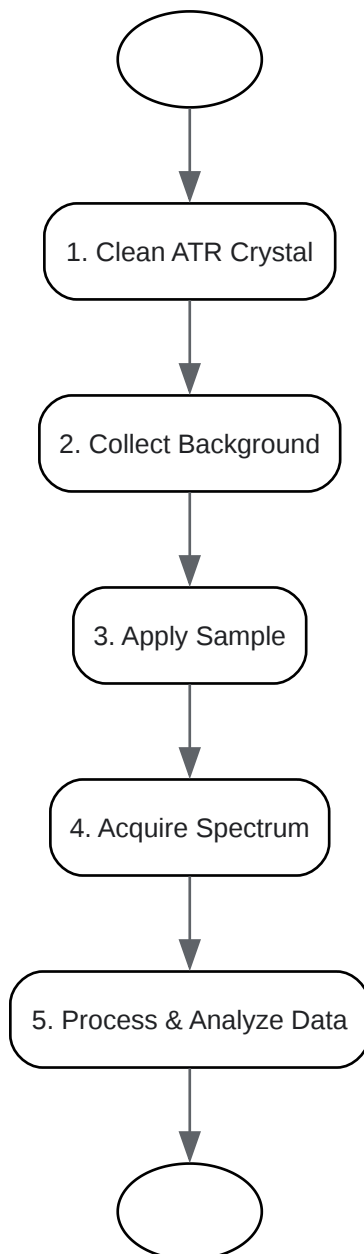 1. Clean ATR Crystal
2. Collect Background
3. Apply Sample
4. Acquire Spectrum
5. Process & Analyze Data